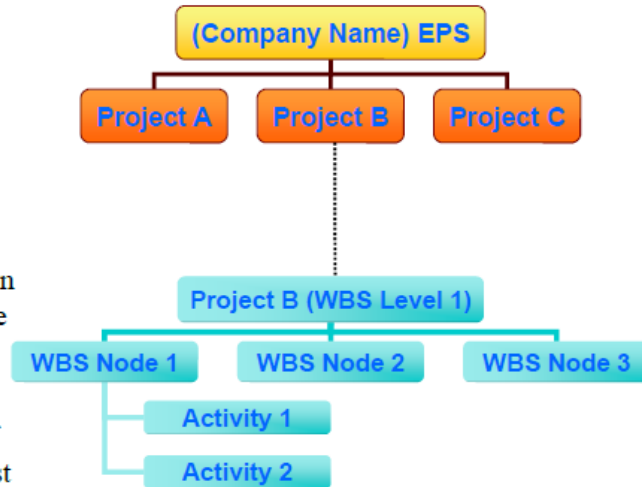 (Company Name) EPS
Project A Project B Project C
Project B (WBS Level 1)
WBS Node 1 WBS Node 2 WBS Node 3
Activity 1
Activity 2